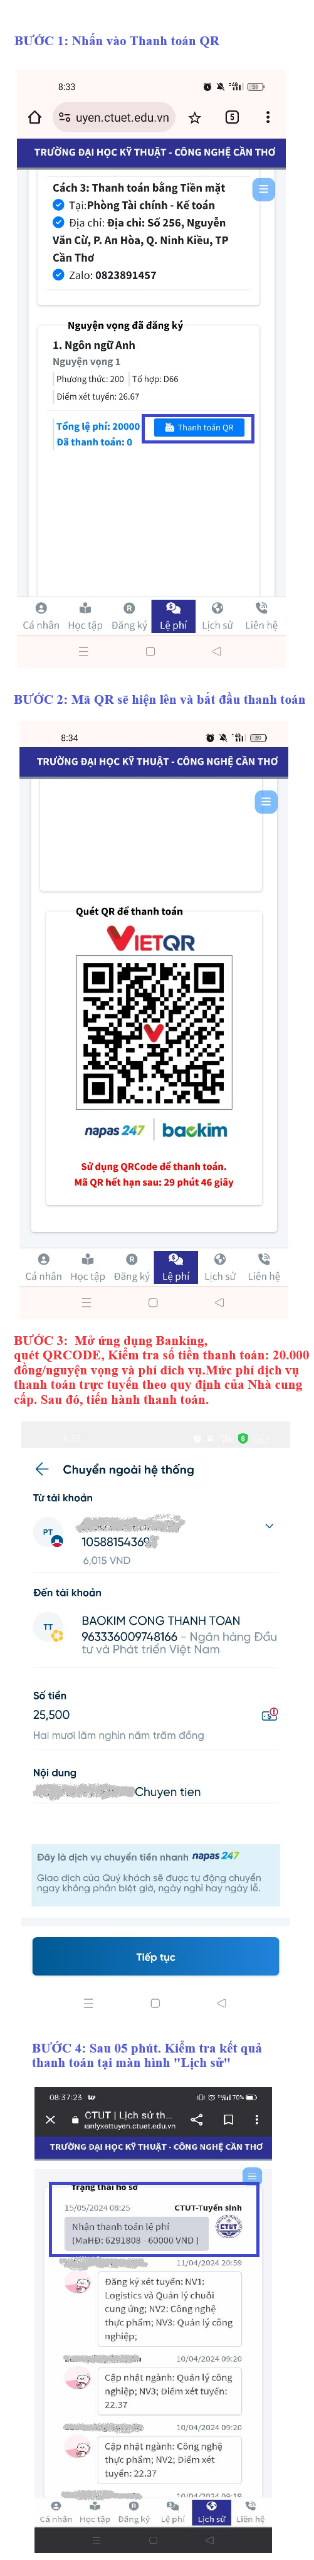 BƯỚC 1: Nhấn vào Thanh toán QR
8:33
uyen.ctuet.edu.vn
5
TRƯỜNG ĐẠI HỌC KỸ THUẬT - CÔNG NGHỆ CẦN THƠ
Cách 3: Thanh toán bằng Tiền mặt
Tại:Phòng Tài chính - Kế toán
Địa chỉ: Địa chỉ: Số 256, Nguyễn
Văn Cừ, P. An Hòa, Q. Ninh Kiều, TP
Cần Thơ
Zalo: 0823891457
Nguyện vọng đã đăng ký
1. Ngôn ngữ Anh
Nguyện vọng 1
Phương thức: 200 Tổ hợp: D66
Điểm xét tuyển: 26.67
Tổng lệ phí: 20000
Thanh toán QR
Đã thanh toán: 0
Cá nhân Học tập Đăng ký Lệ phí Lịch sử Liên hệ
BƯỚC 2: Mã QR sẽ hiện lên và bắt đầu thanh toán
8:34
TRƯỜNG ĐẠI HỌC KỸ THUẬT - CÔNG NGHỆ CẦN THƠ
Quét QR để thanh toán
VIETQR
napas 247 baokim
Sử dụng QRCode để thanh toán.
Mã QR hết hạn sau: 29 phút 46 giây
Cá nhân Học tập Đăng ký Lệ phí Lịch sử Liên hệ
BƯỚC 3: Mở ứng dụng Banking,
quét QRCODE, Kiểm tra số tiền thanh toán: 20.000
đồng/nguyện vọng và phí dich vụ.Mức phí dịch vụ
thanh toán trực tuyến theo quy định của Nhà cung
cấp. Sau đó, tiến hành thanh toán.
Chuyển ngoài hệ thống
Từ tài khoản
PT
1058815436
6,015 VND
Đến tài khoản
TT
BAOKIM CONG THANH TOAN
963336009748166 - Ngân hàng Đầu
tư và Phát triển Việt Nam
Số tiền
25,500
Hai mươi lăm nghìn năm trăm đồng
Nội dung
Chuyen tien
Đây là dịch vụ chuyển tiền nhanh napas 247
Giao dịch của Quý khách sẽ được tự động chuyển
ngay không phân biệt giờ, ngày nghỉ hay ngày lễ.
Tiếp tục
BƯỚC 4: Sau 05 phút. Kiểm tra kết quả
thanh toán tại màn hình "Lịch sử"
08:37:23
70%
CTUT | Lịch sử th...
anlyxettuyen.ctuet.edu.vn
TRƯỜNG ĐẠI HỌC KỸ THUẬT - CÔNG NGHỆ CẦN THƠ
Trạng thái hồ sơ
15/05/2024 08:25 CTUT-Tuyển sinh
Nhận thanh toán lệ phí
(MaHĐ: 6291808 - 60000 VNĐ )
CTUT
11/04/2024 20:59
Đăng ký xét tuyển: NV1:
Logistics và Quản lý chuỗi
cung ứng; NV2: Công nghệ
thực phẩm; NV3: Quản lý công
nghiệp;
10/04/2024 09:20
Cập nhật ngành: Quản lý công
nghiệp; NV3; Điểm xét tuyển:
22.37
10/04/2024 09:20
Cập nhật ngành: Công nghệ
thực phẩm; NV2; Điểm xét
tuyển: 22.37
10/04/2024 09:18
Cá nhân Học tập Đăng ký Lệ phí Lịch sử Liên hệ